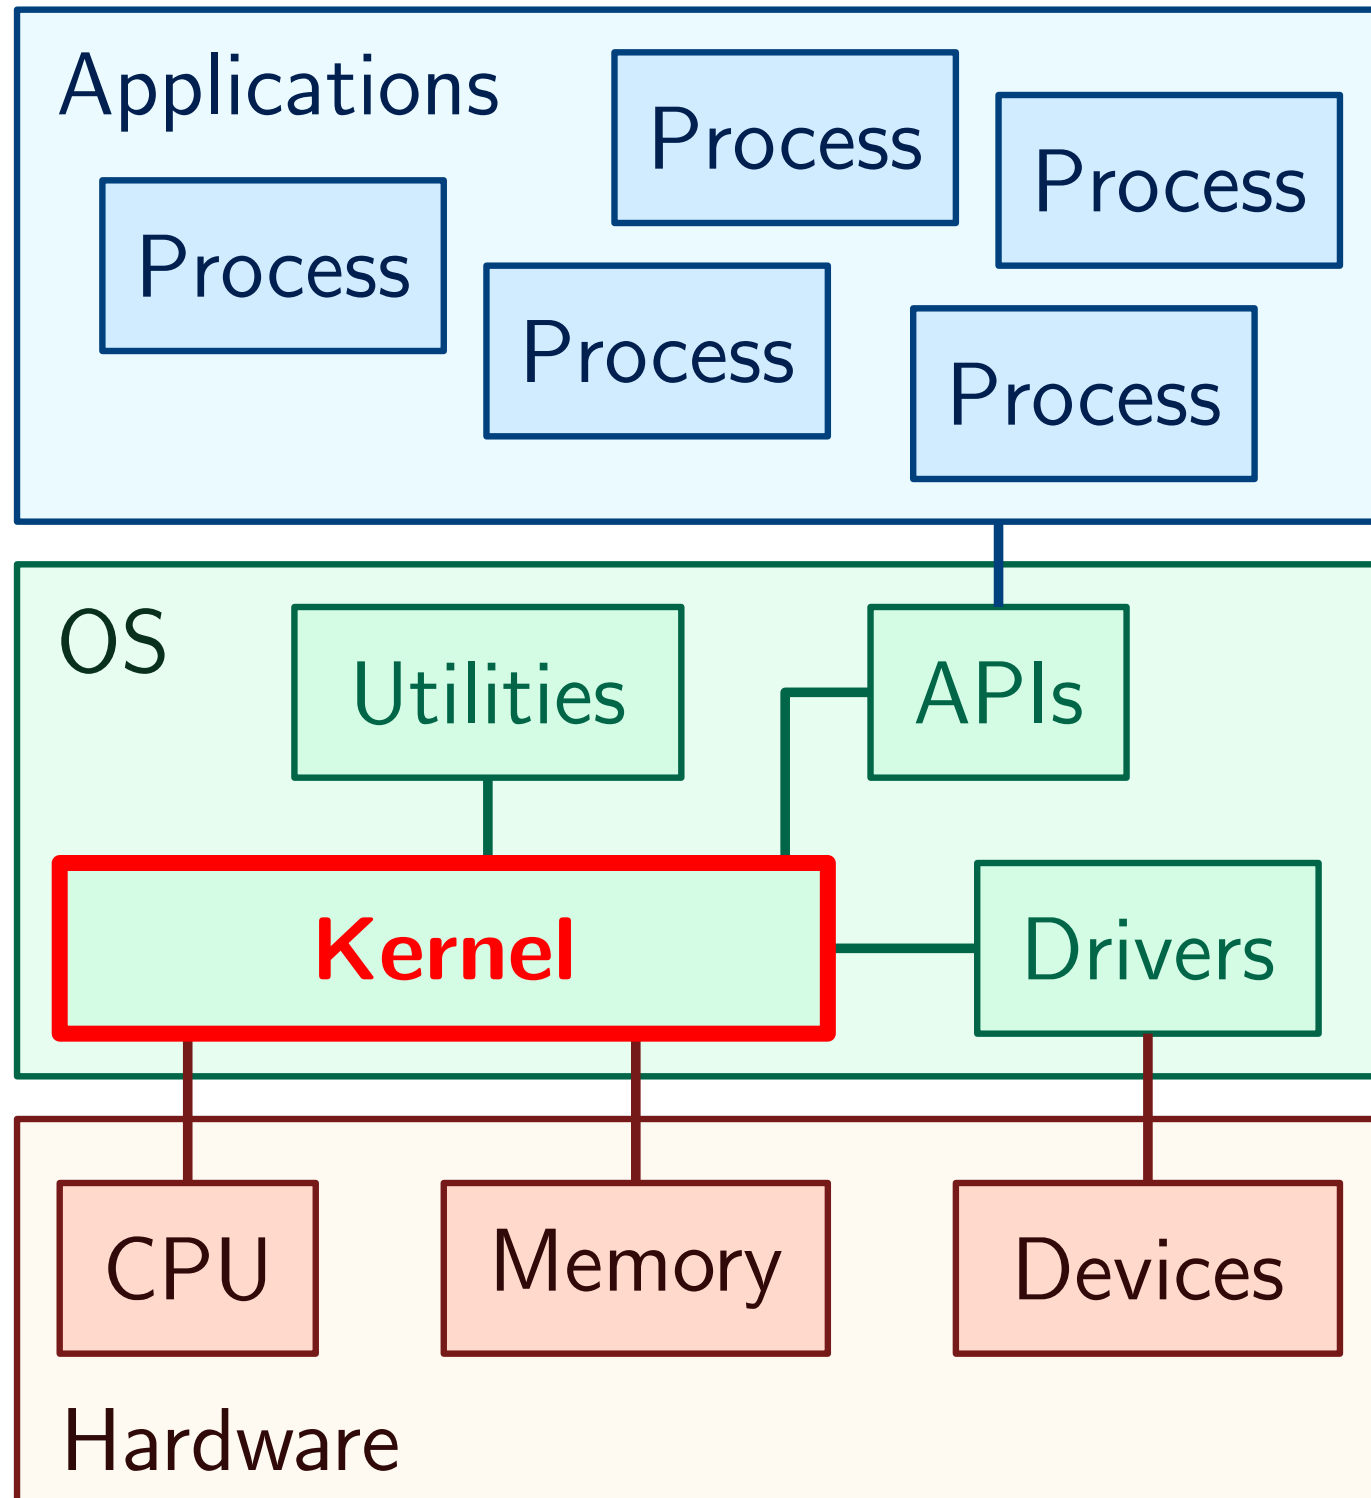 Applications
Process
Process
Process
Process
Process
OS
Utilities
APIs
Kernel
Drivers
CPU
Memory
Devices
Hardware